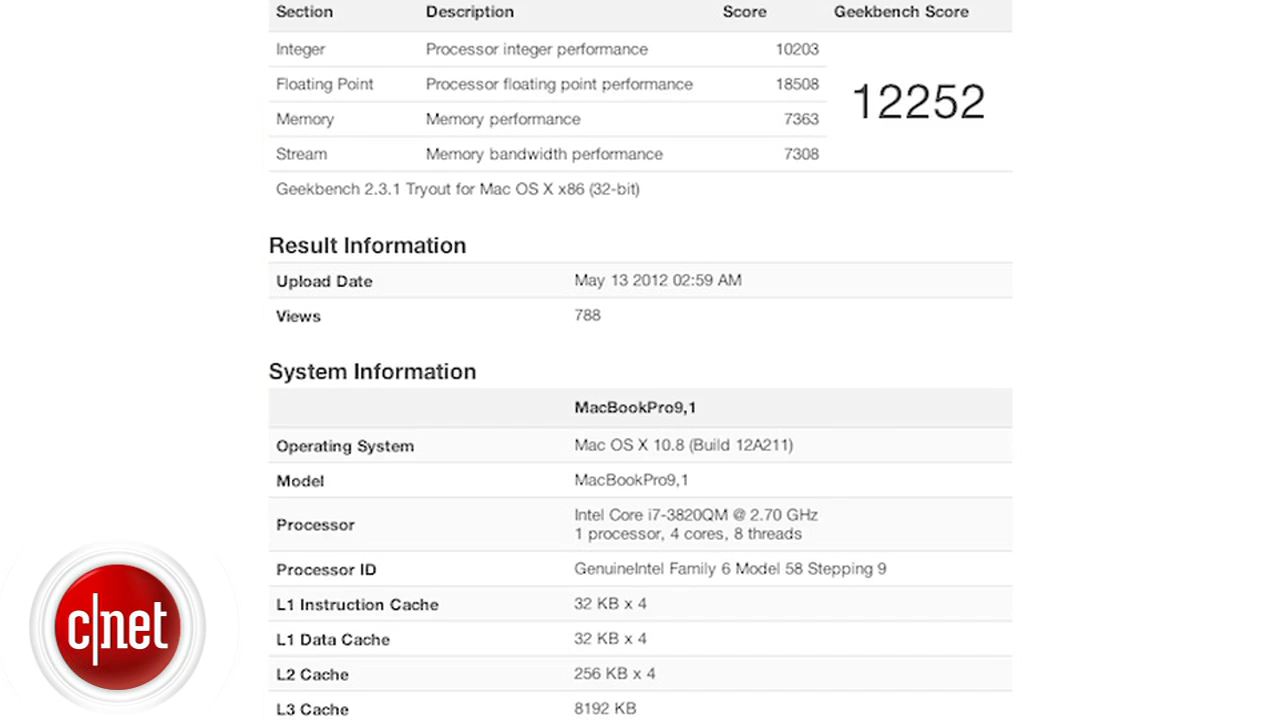 Section Description Score Geekbench Score
Integer Processor integer performance 10203
Floating Point Processor floating point performance 18508
12252
Memory Memory performance 7363
Stream Memory bandwidth performance 7308
Geekbench 2.3.1 Tryout for Mac OS X x86 (32-bit)
Result Information
Upload Date May 13 2012 02:59 AM
Views 788
System Information
MacBookPro9,1
Operating System Mac OS X 10.8 (Build 12A211)
Model MacBookPro9,1
Processor Intel Core i7-3820QM @ 2.70 GHz
1 processor, 4 cores, 8 threads
Processor ID GenuineIntel Family 6 Model 58 Stepping 9
L1 Instruction Cache 32 KB x 4
L1 Data Cache 32 KB x 4
L2 Cache 256 KB x 4
L3 Cache 8192 KB
c|net